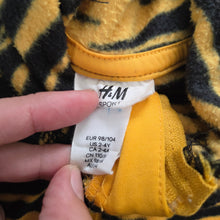 H&M
SPORT
EUR 98/104
US 2-4Y
CA 2-4Y
CN 110/